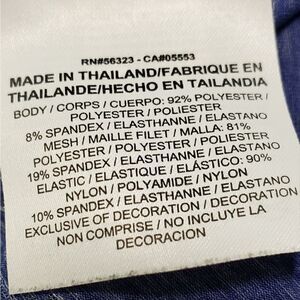 RN#56323 - CA#05553
MADE IN THAILAND/FABRIQUE EN
THAILANDE/HECHO EN TAILANDIA
BODY / CORPS / CUERPO: 92% POLYESTER /
POLYESTER / POLIESTER
8% SPANDEX / ELASTHANNE / ELASTANO
MESH / MAILLE FILET / MALLA: 81%
POLYESTER / POLYESTER / POLIESTER
19% SPANDEX / ELASTHANNE / ELASTANO
ELASTIC / ELASTIQUE / ELÁSTICO: 90%
NYLON / POLYAMIDE / NYLON
10% SPANDEX / ELASTHANNE / ELASTANO
EXCLUSIVE OF DECORATION / DECORATION
NON COMPRISE / NO INCLUYE LA
DECORACIÓN